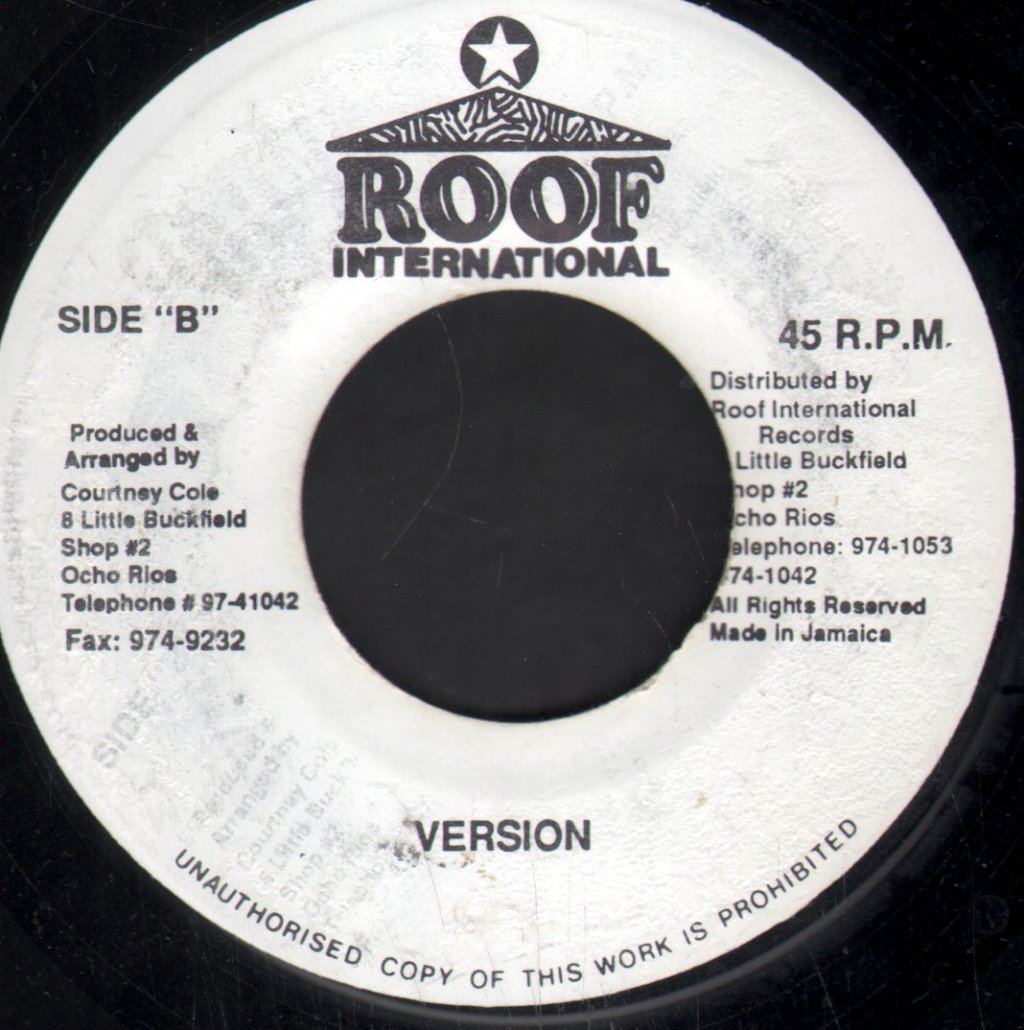 ROOF
INTERNATIONAL
SIDE "B"
45 R.P.M.
Produced &
Arranged by
Courtney Cole
8 Little Buckfield
Shop #2
Ocho Rios
Telephone # 97-41042
Fax: 974-9232
Distributed by
Roof International
Records
Little Buckfield
hop #2
cho Rios
elephone: 974-1053
74-1042
All Rights Reserved
Made In Jamaica
SIDE
VERSION
UNAUTHORISED COPY OF THIS WORK IS PROHIBITED